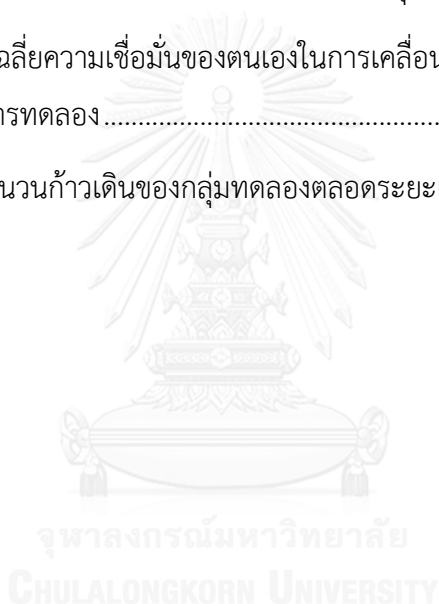 ฉลี่ยความเชื่อมั่นของตนเองในการเคลื่อน
ารทดลอง
นวนก้าวเดินของกลุ่มทดลองตลอดระยะ
จุฬาลงกรณ์มหาวิทยาลัย
CHULALONGKORN UNIVERSITY